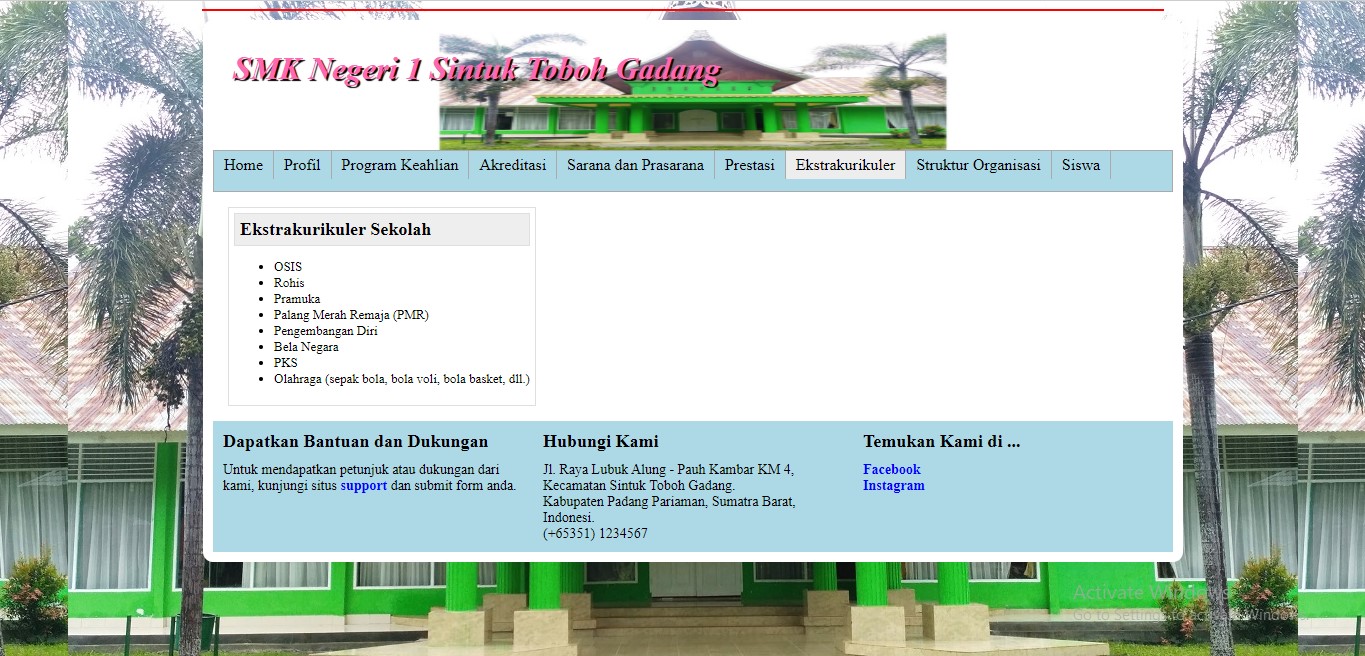 SMK Negeri 1 Sintuk Toboh Gadang
Home Profil Program Keahlian Akreditasi Sarana dan Prasarana Prestasi Ekstrakurikuler Struktur Organisasi Siswa
Ekstrakurikuler Sekolah
• OSIS
• Rohis
• Pramuka
• Palang Merah Remaja (PMR)
• Pengembangan Diri
• Bela Negara
• PKS
• Olahraga (sepak bola, bola voli, bola basket, dll.)
Dapatkan Bantuan dan Dukungan
Untuk mendapatkan petunjuk atau dukungan dari
kami, kunjungi situs support dan submit form anda.
Hubungi Kami
Jl. Raya Lubuk Alung - Pauh Kambar KM 4,
Kecamatan Sintuk Toboh Gadang.
Kabupaten Padang Pariaman, Sumatra Barat,
Indonesi.
(+65351) 1234567
Temukan Kami di ...
Facebook
Instagram
Activate Windows
Go to Settings to activate Windows.